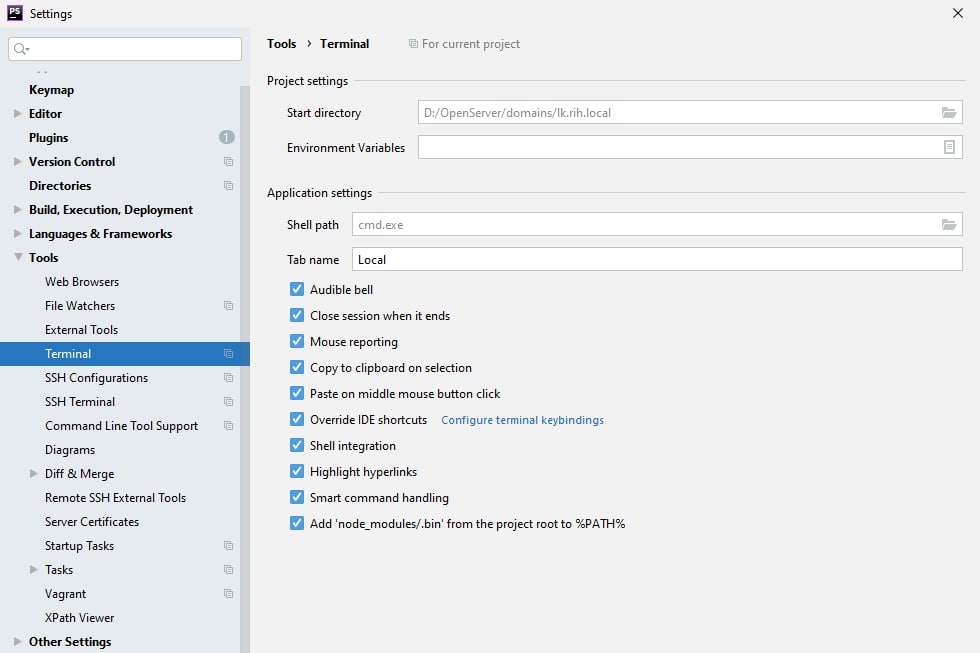 PS Settings
Tools › Terminal For current project
Keymap
Editor
Plugins 1
Version Control
Directories
Build, Execution, Deployment
Languages & Frameworks
Tools
Web Browsers
File Watchers
External Tools
Terminal
SSH Configurations
SSH Terminal
Command Line Tool Support
Diagrams
Diff & Merge
Remote SSH External Tools
Server Certificates
Startup Tasks
Tasks
Vagrant
XPath Viewer
Other Settings
Project settings
Start directory D:/OpenServer/domains/lk.rih.local
Environment Variables
Application settings
Shell path cmd.exe
Tab name Local
Audible bell
Close session when it ends
Mouse reporting
Copy to clipboard on selection
Paste on middle mouse button click
Override IDE shortcuts Configure terminal keybindings
Shell integration
Highlight hyperlinks
Smart command handling
Add 'node_modules/.bin' from the project root to %PATH%